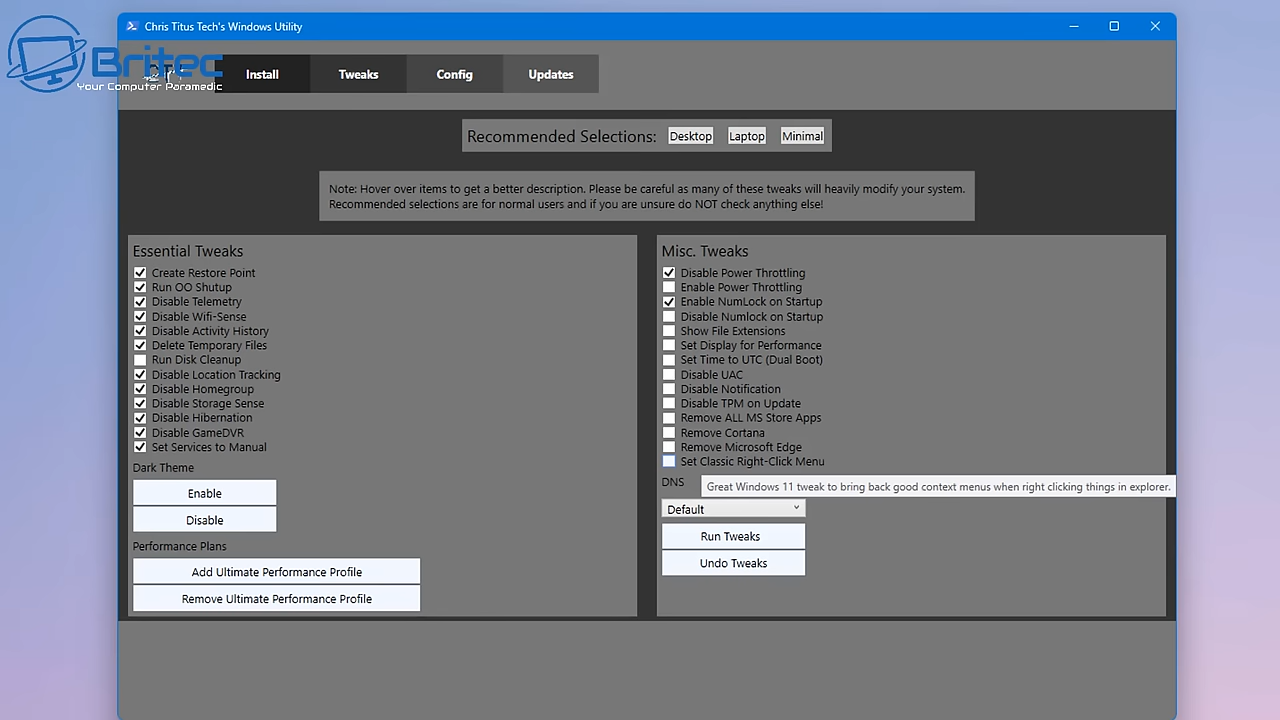 Chris Titus Tech's Windows Utility
Britec
Your Computer Paramedic
Install
Tweaks
Config
Updates
Recommended Selections:
Desktop
Laptop
Minimal
Note: Hover over items to get a better description. Please be careful as many of these tweaks will heavily modify your system.
Recommended selections are for normal users and if you are unsure do NOT check anything else!
Essential Tweaks
Create Restore Point
Run OO Shutup
Disable Telemetry
Disable Wifi-Sense
Disable Activity History
Delete Temporary Files
Run Disk Cleanup
Disable Location Tracking
Disable Homegroup
Disable Storage Sense
Disable Hibernation
Disable GameDVR
Set Services to Manual
Dark Theme
Enable
Disable
Performance Plans
Add Ultimate Performance Profile
Remove Ultimate Performance Profile
Misc. Tweaks
Disable Power Throttling
Enable Power Throttling
Enable NumLock on Startup
Disable Numlock on Startup
Show File Extensions
Set Display for Performance
Set Time to UTC (Dual Boot)
Disable UAC
Disable Notification
Disable TPM on Update
Remove ALL MS Store Apps
Remove Cortana
Remove Microsoft Edge
Set Classic Right-Click Menu
DNS
Great Windows 11 tweak to bring back good context menus when right clicking things in explorer.
Default
Run Tweaks
Undo Tweaks